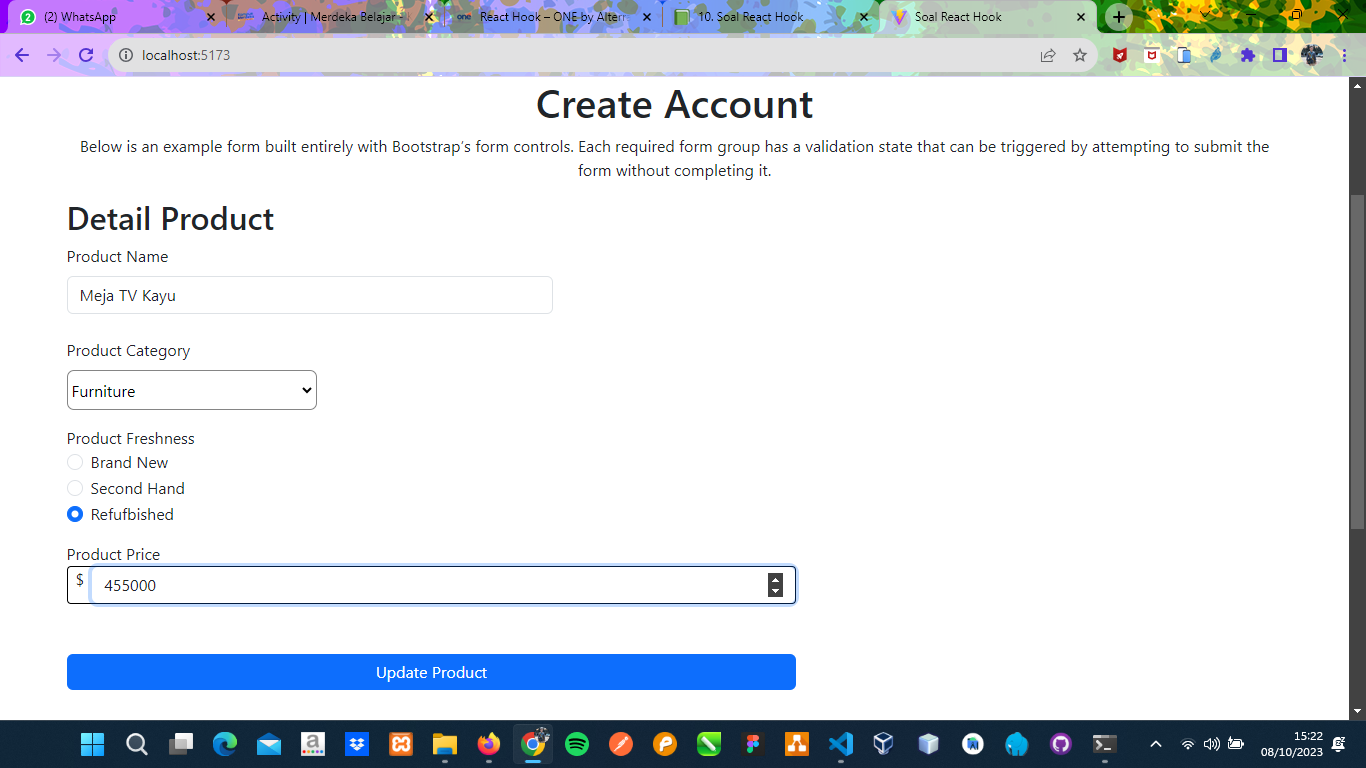 (2) WhatsApp
Activity | Merdeka Belajar -
React Hook – ONE by Alterr
10. Soal React Hook
Soal React Hook
localhost:5173
Create Account
Below is an example form built entirely with Bootstrap's form controls. Each required form group has a validation state that can be triggered by attempting to submit the
form without completing it.
Detail Product
Product Name
Meja TV Kayu
Product Category
Furniture
Product Freshness
Brand New
Second Hand
Refufbished
Product Price
$ 455000
Update Product
15:22
08/10/2023